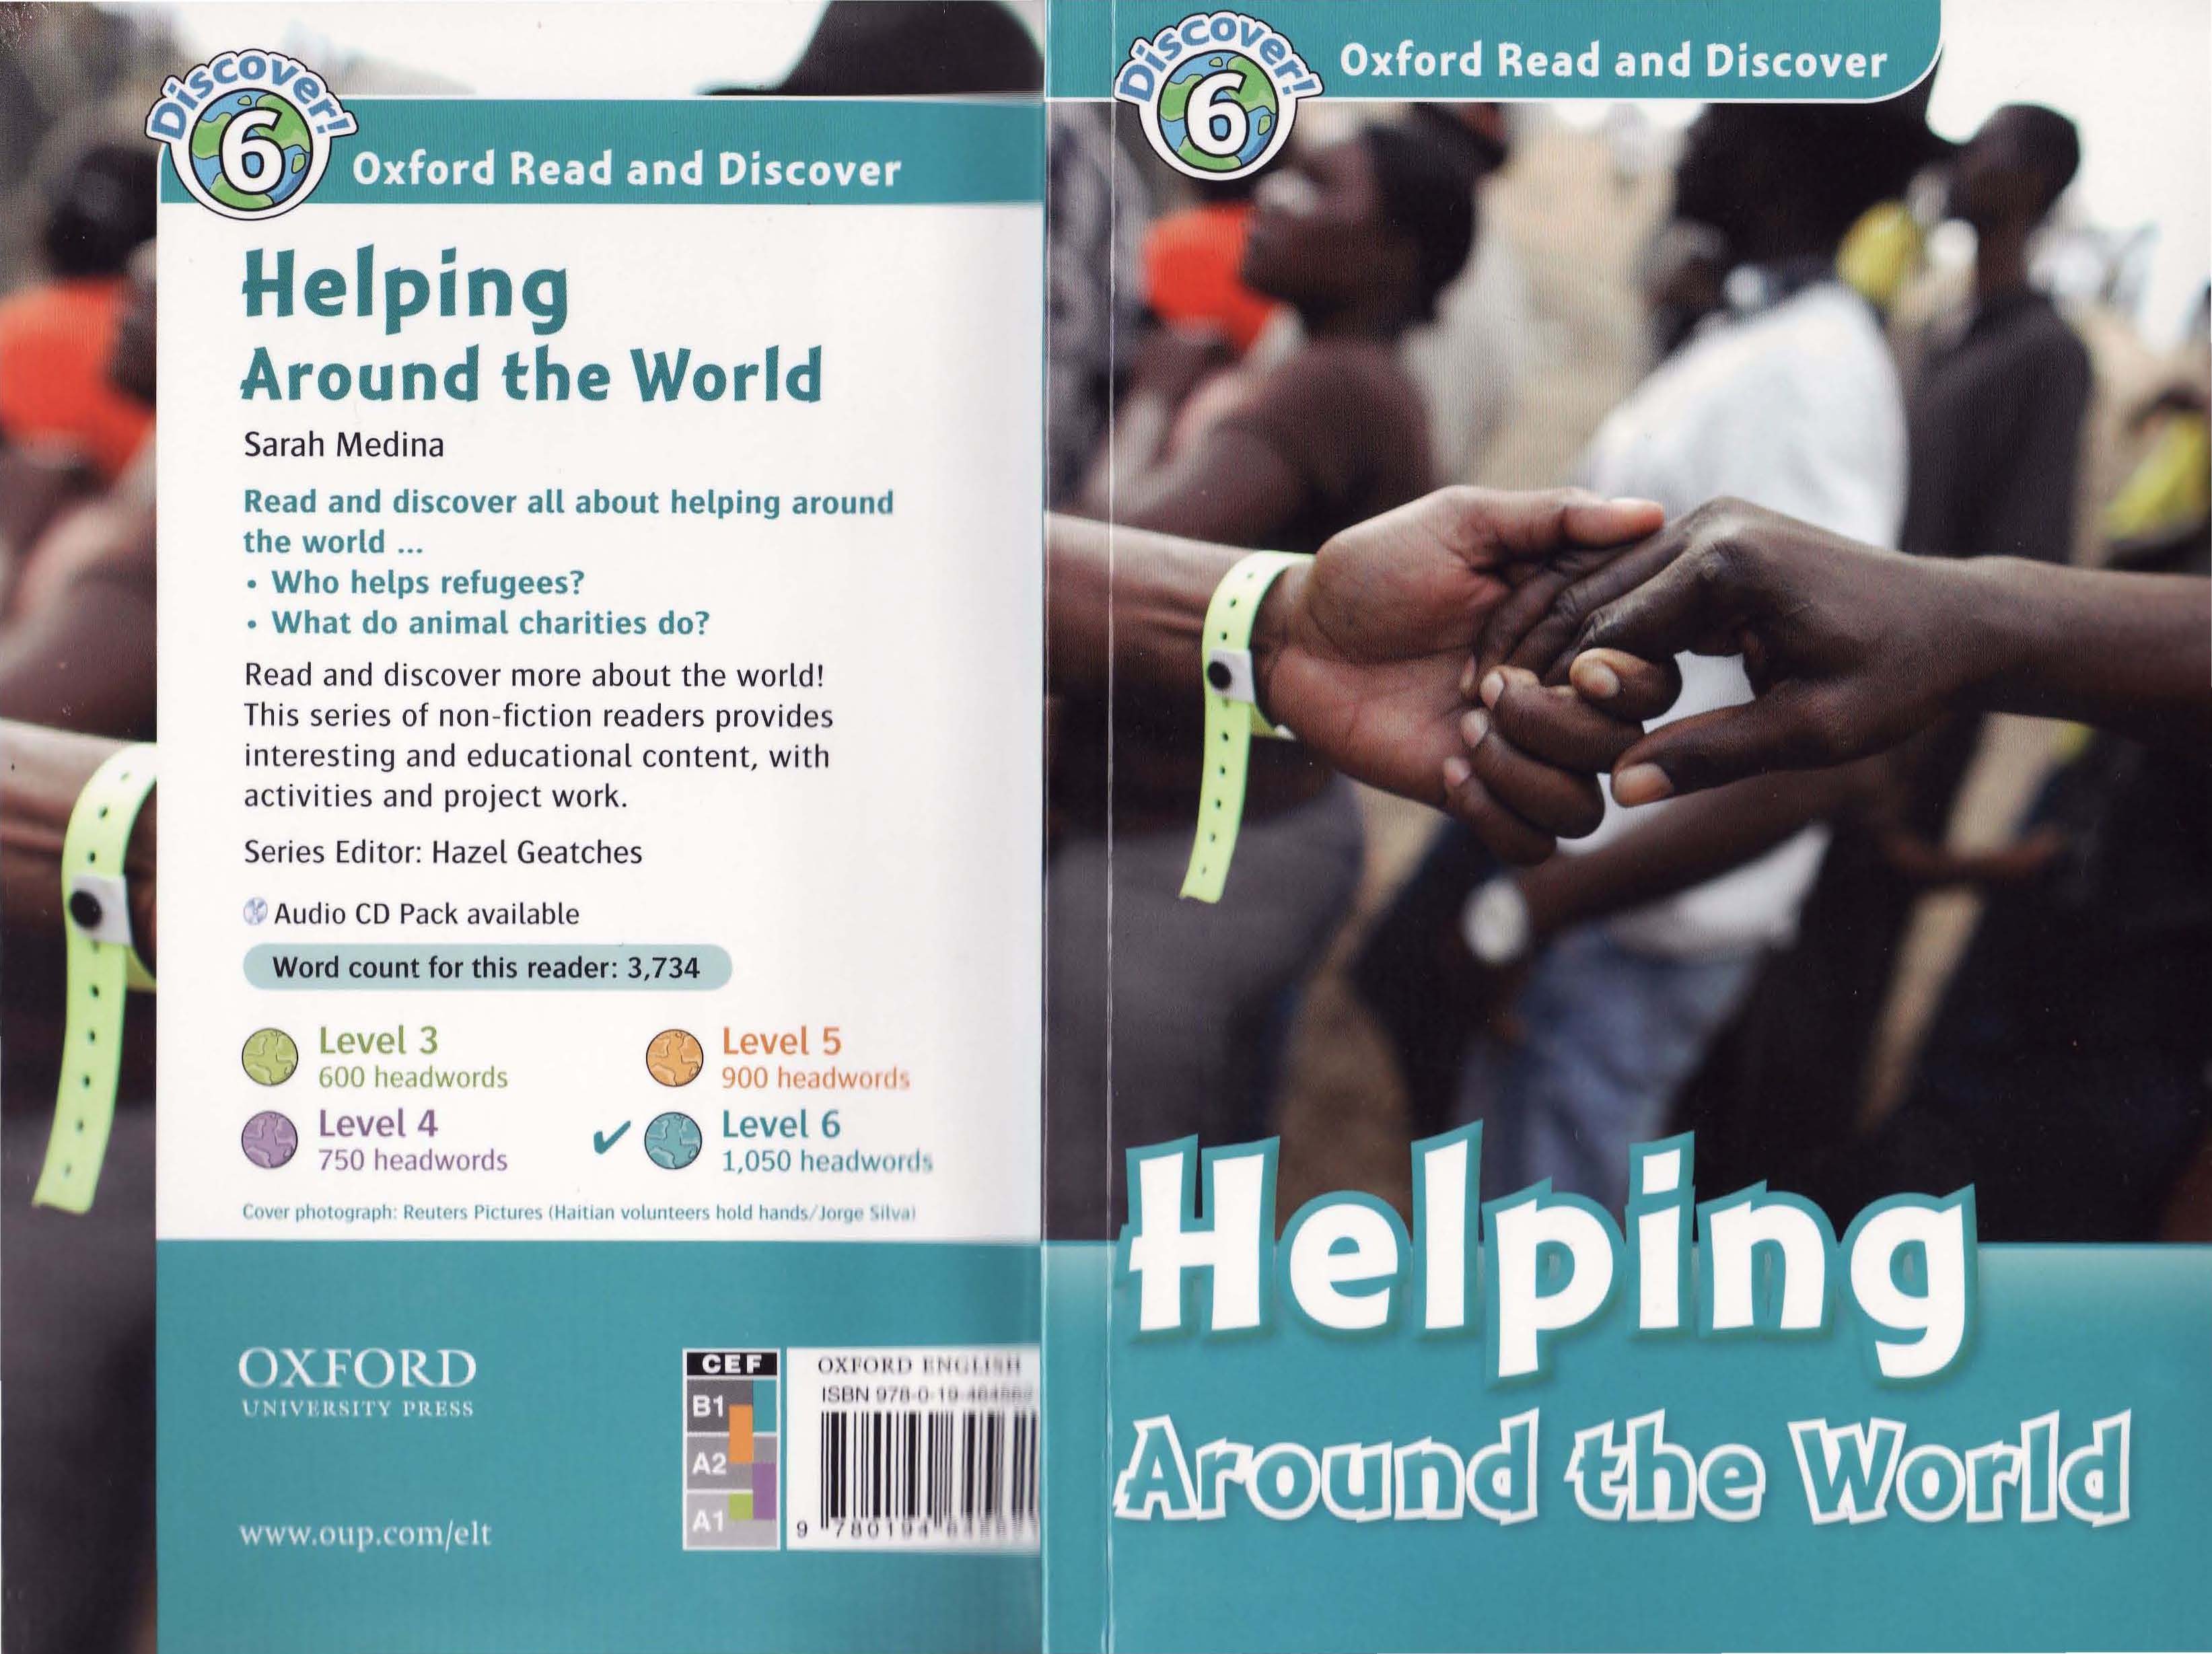 Discover!
6
Oxford Read and Discover
Helping
Around the World
Sarah Medina
Read and discover all about helping around
the world ...
• Who helps refugees?
• What do animal charities do?
Read and discover more about the world!
This series of non-fiction readers provides
interesting and educational content, with
activities and project work.
Series Editor: Hazel Geatches
Audio CD Pack available
Word count for this reader: 3,734
Level 3
600 headwords
Level 4
750 headwords
Level 5
900 headwords
✓ Level 6
1,050 headwords
Cover photograph: Reuters Pictures (Haitian volunteers hold hands/Jorge Silva)
OXFORD
UNIVERSITY PRESS
www.oup.com/elt
CEF
B1
A2
A1
OXFORD ENGLISH
ISBN 978-0-19-
9 780194
Discover!
6
Oxford Read and Discover
Helping
Around the World